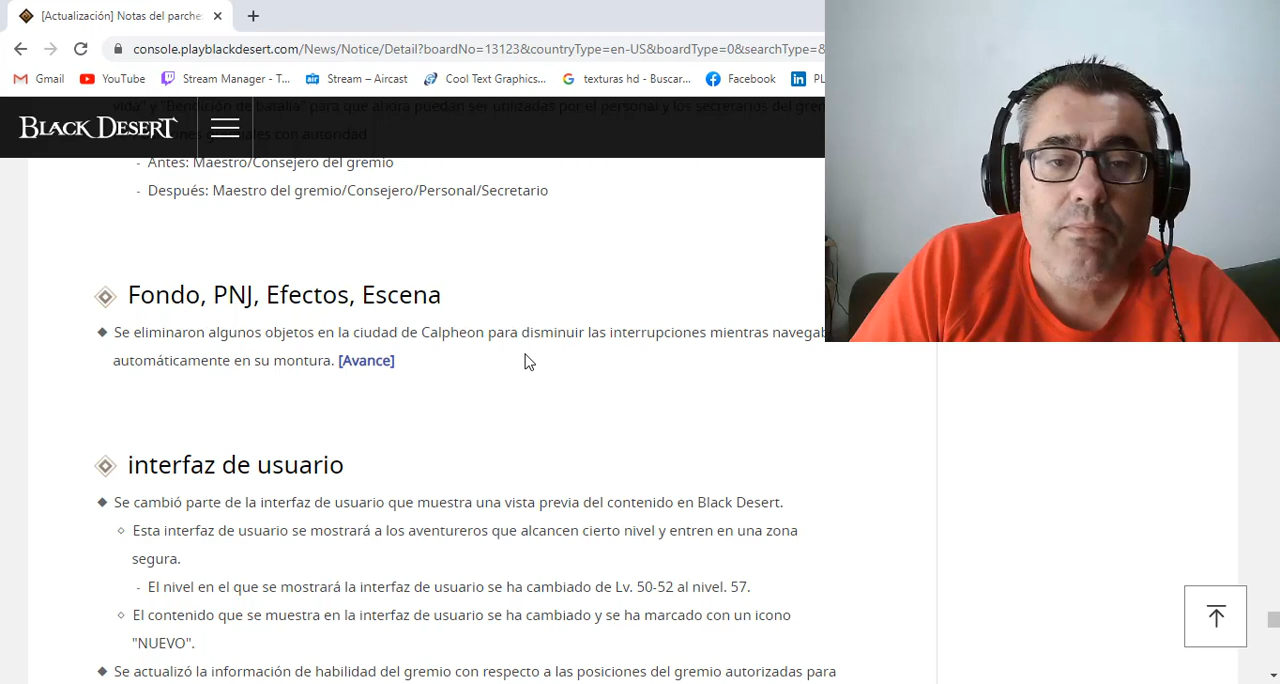 [Actualización] Notas del parche
console.playblackdesert.com/News/Notice/Detail?boardNo=13123&countryType=en-US&boardType=0&searchType=8
Gmail YouTube Stream Manager - T... Stream – Aircast Cool Text Graphics... texturas hd - Buscar... Facebook PL
vida" y "Bendición de batalla" para que ahora puedan ser utilizadas por el personal y los secretarios del
BLACK DESERT
con autoridad
- Antes: Maestro/Consejero del gremio
- Después: Maestro del gremio/Consejero/Personal/Secretario
Fondo, PNJ, Efectos, Escena
Se eliminaron algunos objetos en la ciudad de Calpheon para disminuir las interrupciones mientras navegab
automáticamente en su montura. [Avance]
interfaz de usuario
Se cambió parte de la interfaz de usuario que muestra una vista previa del contenido en Black Desert.
Esta interfaz de usuario se mostrará a los aventureros que alcancen cierto nivel y entren en una zona
segura.
- El nivel en el que se mostrará la interfaz de usuario se ha cambiado de Lv. 50-52 al nivel. 57.
El contenido que se muestra en la interfaz de usuario se ha cambiado y se ha marcado con un icono
"NUEVO".
Se actualizó la información de habilidad del gremio con respecto a las posiciones del gremio autorizadas para